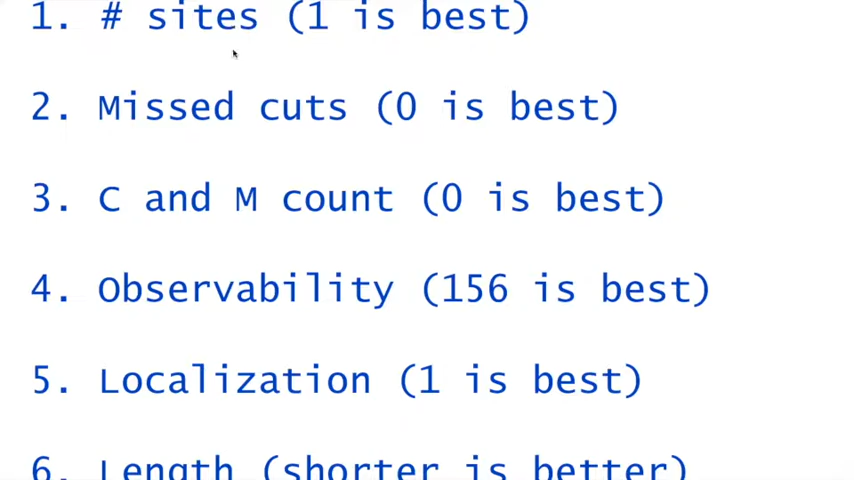 1. # sites (1 is best)
2. Missed cuts (0 is best)
3. C and M count (0 is best)
4. Observability (156 is best)
5. Localization (1 is best)
6. Length (shorter is better)